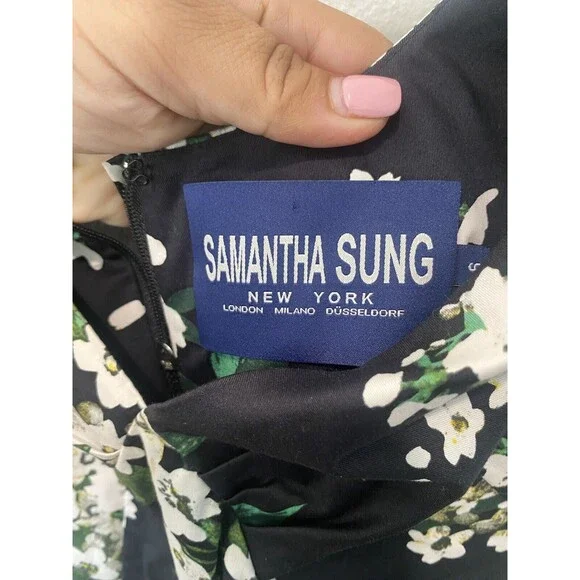 SAMANTHA SUNG
NEW YORK
LONDON MILANO DÜSSELDORF